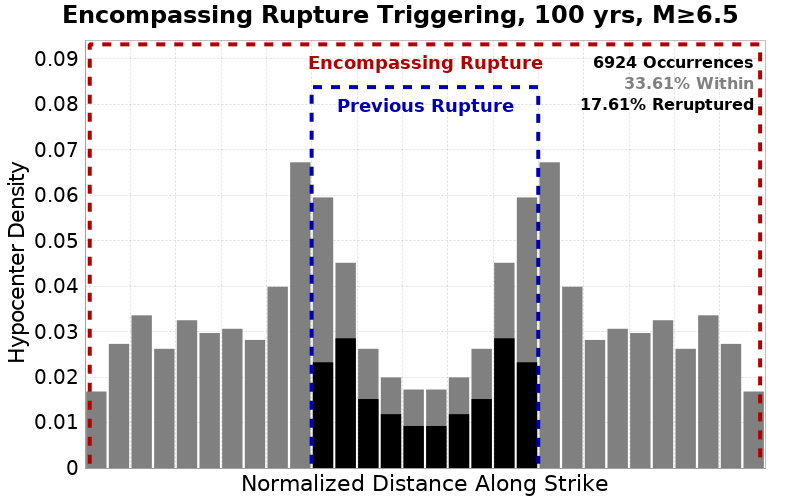 Encompassing Rupture Triggering, 100 yrs, M≥6.5
Encompassing Rupture
Previous Rupture
6924 Occurrences
33.61% Within
17.61% Reruptured
Hypocenter Density
0.09
0.08
0.07
0.06
0.05
0.04
0.03
0.02
0.01
0
Normalized Distance Along Strike